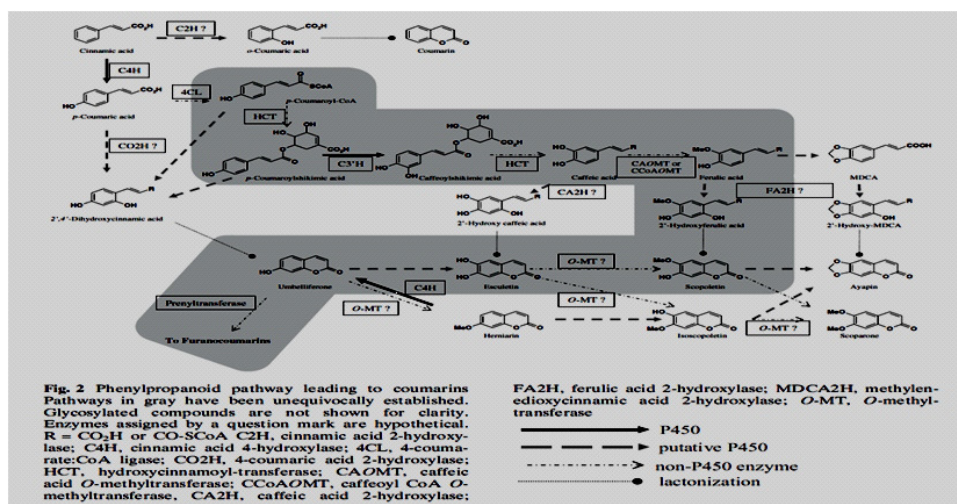 C2H ?
Cinnamic acid
o-Coumaric acid
Coumarin
C4H
4CL
p-Coumaroyl-CoA
p-Coumaric acid
HCT
CO2H ?
C3'H
HCT
CAOMT or
CCoAOMT
p-Coumaroylshikimic acid
Caffeoylshikimic acid
Caffeic acid
Ferulic acid
MDCA
CA2H ?
FA2H ?
2',4'-Dihydroxycinnamic acid
2'-Hydroxy caffeic acid
2'-Hydroxyferulic acid
2'-Hydroxy-MDCA
O-MT ?
Umbelliferone
Esculetin
Scopoletin
Ayapin
Prenyltransferase
C4H
O-MT ?
O-MT ?
O-MT ?
To Furanocoumarins
Herniarin
Isoscopoletin
Scoparone
Fig. 2 Phenylpropanoid pathway leading to coumarins
Pathways in gray have been unequivocally established.
Glycosylated compounds are not shown for clarity.
Enzymes assigned by a question mark are hypothetical.
R = CO₂H or CO-SCoA C2H, cinnamic acid 2-hydroxy-
lase; C4H, cinnamic acid 4-hydroxylase; 4CL, 4-couma-
rate:CoA ligase; CO2H, 4-coumaric acid 2-hydroxylase;
HCT, hydroxycinnamoyl-transferase; CAOMT, caffeic
acid O-methyltransferase; CCoAOMT, caffeoyl CoA O-
methyltransferase, CA2H, caffeic acid 2-hydroxylase;
FA2H, ferulic acid 2-hydroxylase; MDCA2H, methylen-
edioxycinnamic acid 2-hydroxylase; O-MT, O-methyl-
transferase
P450
putative P450
non-P450 enzyme
lactonization